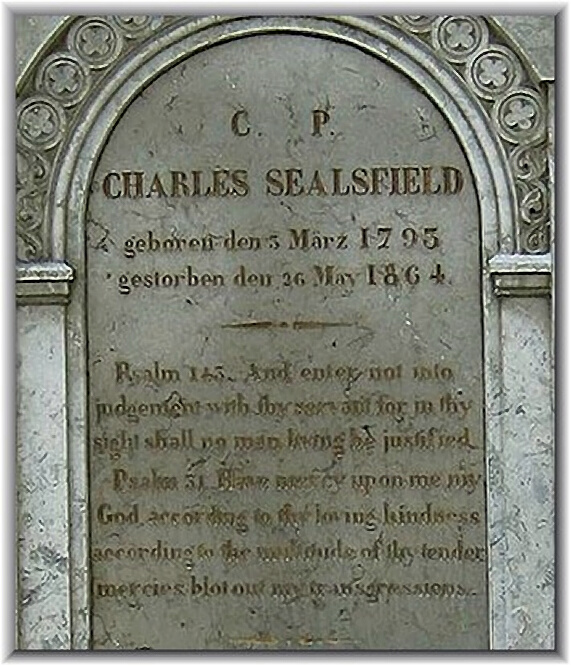 C. P.
CHARLES SEALSFIELD
geboren den 3 März 1793
gestorben den 26 May 1864.
Psalm 143. And enter not into
judgement with thy servant for in thy
sight shall no man living be justified.
Psalm 51. Have mercy upon me my
God according to thy loving kindness
according to the multitude of thy tender
mercies blot out my transgressions.